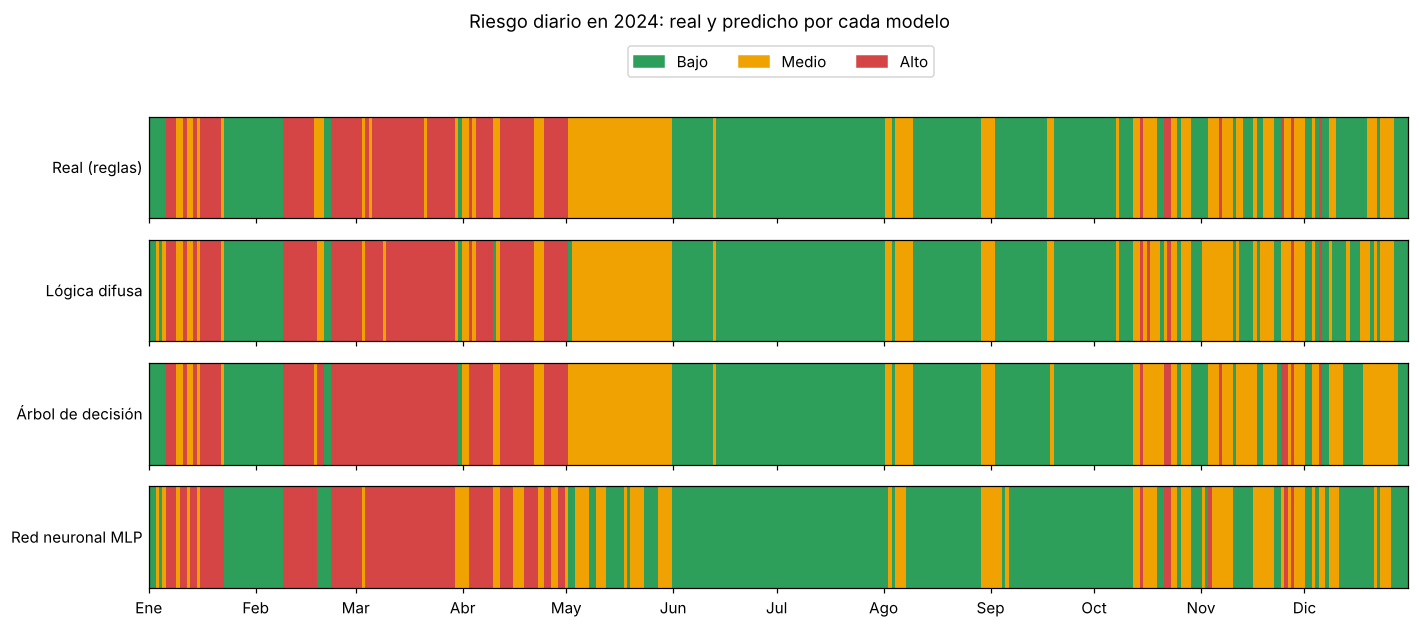 Riesgo diario en 2024: real y predicho por cada modelo
Bajo Medio Alto
Real (reglas)
Lógica difusa
Árbol de decisión
Red neuronal MLP
Ene Feb Mar Abr May Jun Jul Ago Sep Oct Nov Dic